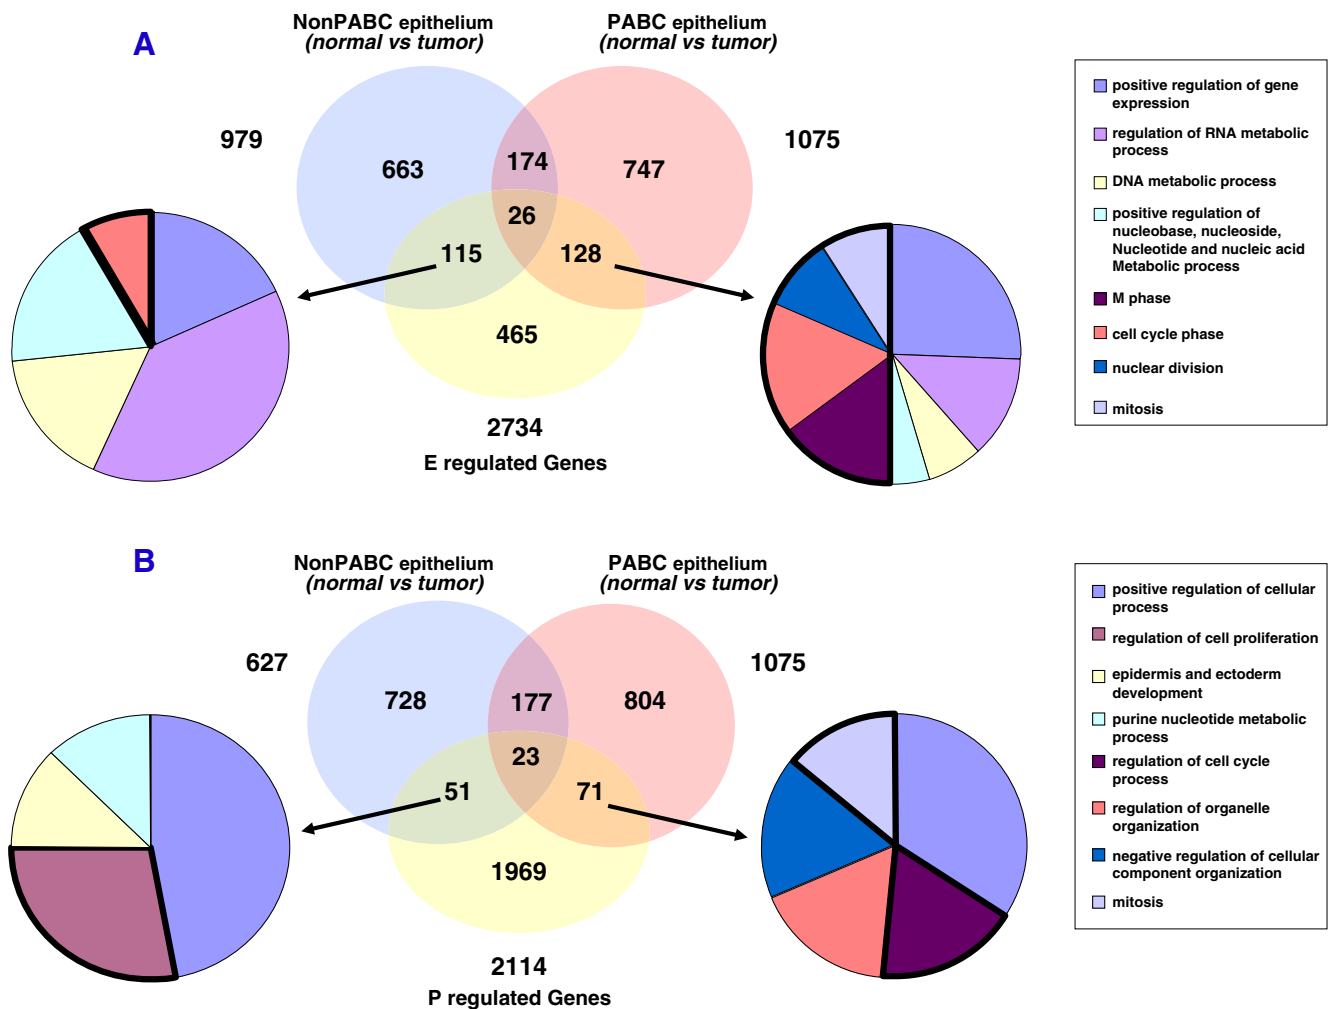 A
NonPABC epithelium
(normal vs tumor)
PABC epithelium
(normal vs tumor)
979
1075
663
174
747
26
115
128
465
2734
E regulated Genes
positive regulation of gene
expression
regulation of RNA metabolic
process
DNA metabolic process
positive regulation of
nucleobase, nucleoside,
Nucleotide and nucleic acid
Metabolic process
M phase
cell cycle phase
nuclear division
mitosis
B
NonPABC epithelium
(normal vs tumor)
PABC epithelium
(normal vs tumor)
627
1075
728
177
804
23
51
71
1969
2114
P regulated Genes
positive regulation of cellular
process
regulation of cell proliferation
epidermis and ectoderm
development
purine nucleotide metabolic
process
regulation of cell cycle
process
regulation of organelle
organization
negative regulation of cellular
component organization
mitosis